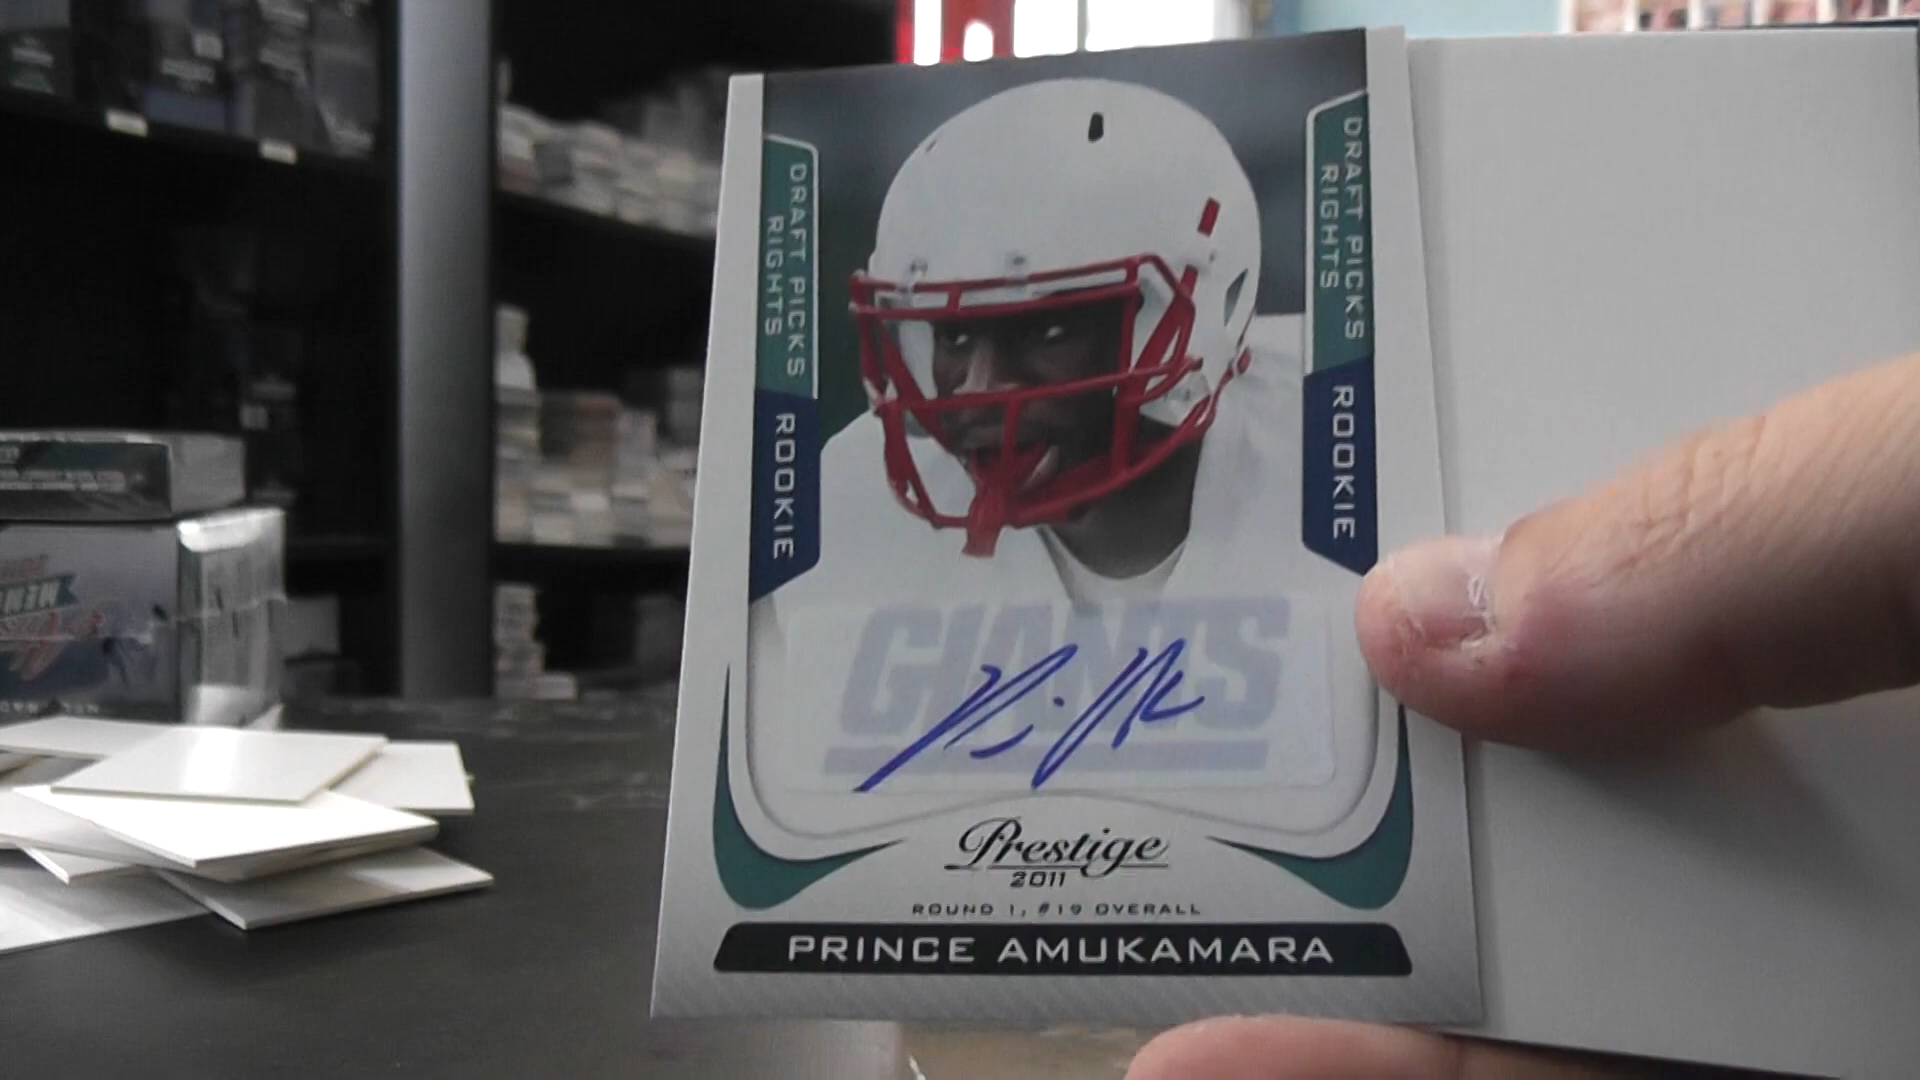 DRAFT PICKS
RIGHTS
ROOKIE
DRAFT PICKS
RIGHTS
ROOKIE
GIANTS
Prestige
2011
ROUND 1, #19 OVERALL
PRINCE AMUKAMARA